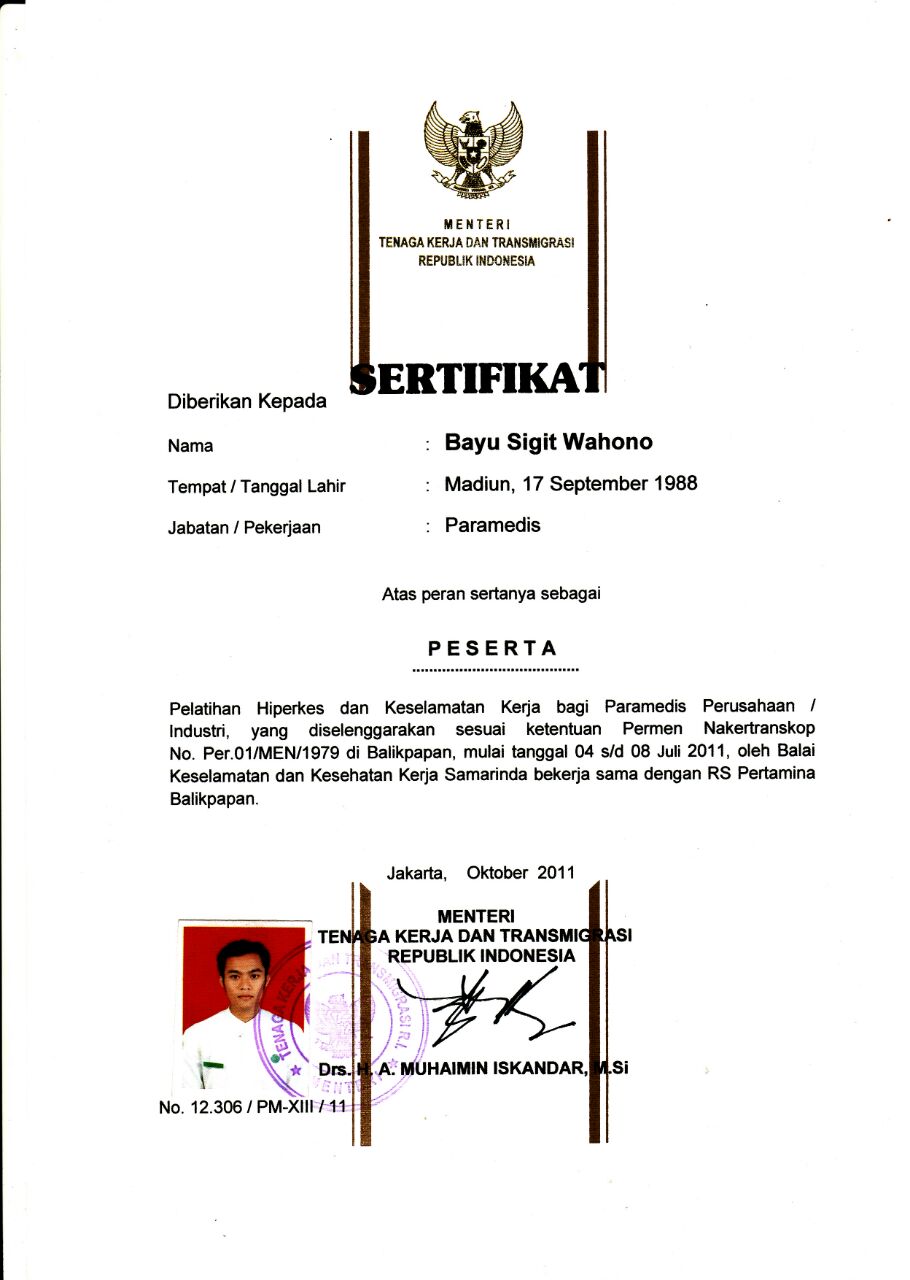 MENTERI
TENAGA KERJA DAN TRANSMIGRASI
REPUBLIK INDONESIA
SERTIFIKAT
Diberikan Kepada
Nama : Bayu Sigit Wahono
Tempat / Tanggal Lahir : Madiun, 17 September 1988
Jabatan / Pekerjaan : Paramedis
Atas peran sertanya sebagai
PESERTA
Pelatihan Hiperkes dan Keselamatan Kerja bagi Paramedis Perusahaan /
Industri, yang diselenggarakan sesuai ketentuan Permen Nakertranskop
No. Per.01/MEN/1979 di Balikpapan, mulai tanggal 04 s/d 08 Juli 2011, oleh Balai
Keselamatan dan Kesehatan Kerja Samarinda bekerja sama dengan RS Pertamina
Balikpapan.
Jakarta, Oktober 2011
MENTERI
TENAGA KERJA DAN TRANSMIGRASI
REPUBLIK INDONESIA
TENAGA KERJA DAN TRANSMIGRASI R.I.
MENTERI
Drs. H. A. MUHAIMIN ISKANDAR, M.Si
No. 12.306 / PM-XIII / 11